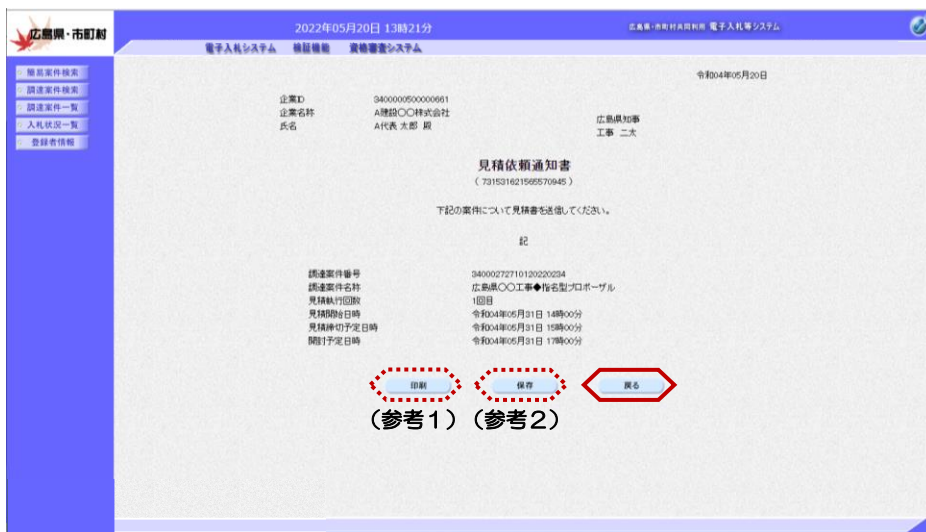 広島県・市町村
2022年05月20日 13時21分
広島県・市町村共同利用 電子入札等システム
電子入札システム 検証機能 資格審査システム
簡易案件検索
調達案件検索
調達案件一覧
入札状況一覧
登録者情報
令和04年05月20日
企業ID 3400000500000661
企業名称 A建設〇〇株式会社
氏名 A代表 太郎 殿
広島県知事
工事 二太
見積依頼通知書
( 731531621565570945 )
下記の案件について見積書を送信してください。
記
調達案件番号 34000272710120220234
調達案件名称 広島県〇〇工事◆指名型プロポーザル
見積執行回数 1回目
見積開始日時 令和04年05月31日 14時00分
見積締切予定日時 令和04年05月31日 15時00分
開封予定日時 令和04年05月31日 17時00分
印刷 保存 戻る
(参考1) (参考2)